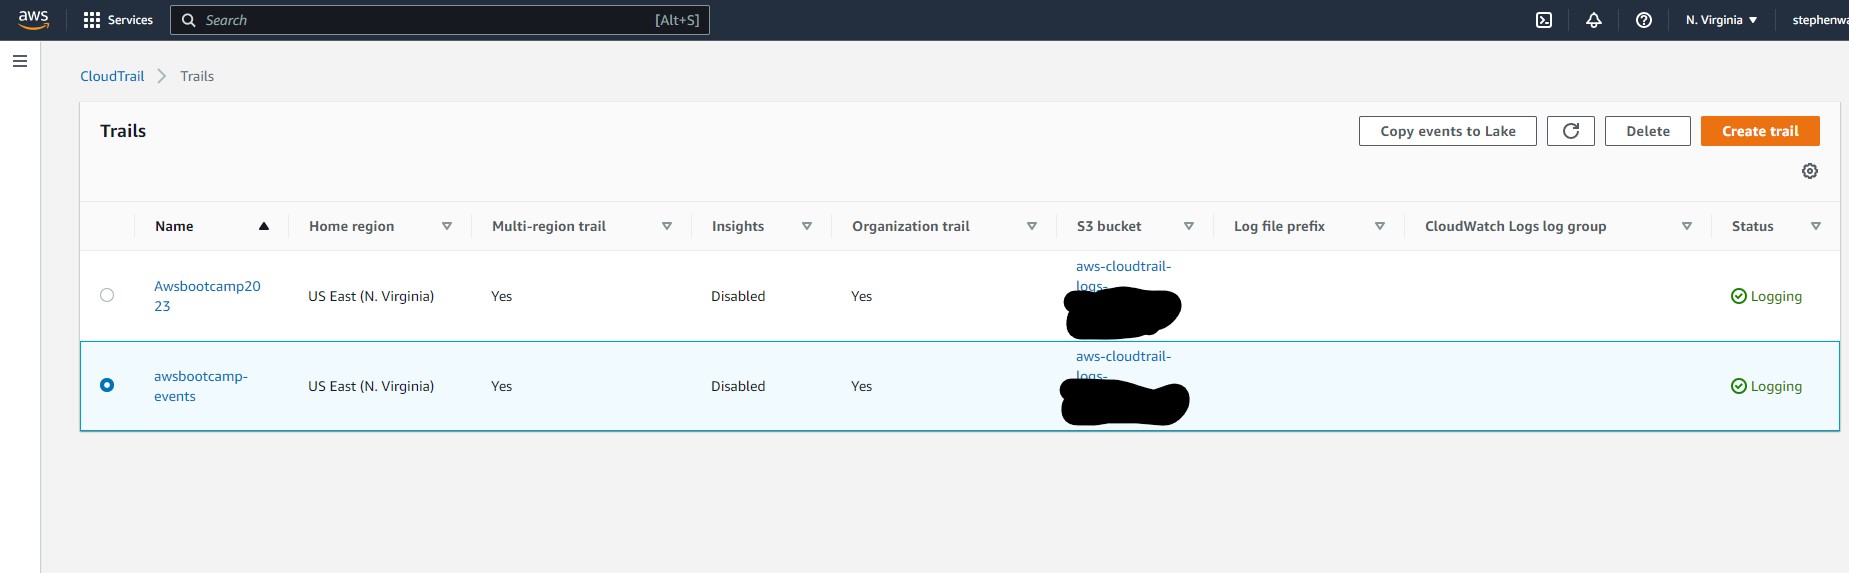 aws
Services
Search
[Alt+S]
N. Virginia
stephenwa
CloudTrail
Trails
Trails
Copy events to Lake
Delete
Create trail
Name
Home region
Multi-region trail
Insights
Organization trail
S3 bucket
Log file prefix
CloudWatch Logs log group
Status
Awsbootcamp20
23
US East (N. Virginia)
Yes
Disabled
Yes
aws-cloudtrail-
logs-
Logging
awsbootcamp-
events
US East (N. Virginia)
Yes
Disabled
Yes
aws-cloudtrail-
logs-
Logging